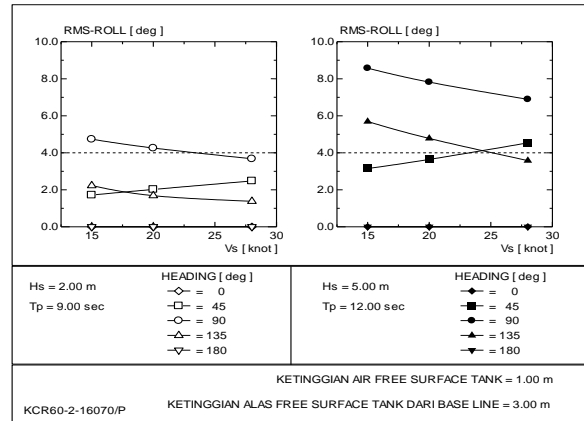 RMS-ROLL [ deg ]
10.0
8.0
6.0
4.0
2.0
0.0
15 20 25 30
Vs [ knot ]
RMS-ROLL [ deg ]
10.0
8.0
6.0
4.0
2.0
0.0
15 20 25 30
Vs [ knot ]
Hs = 2.00 m
Tp = 9.00 sec
HEADING [ deg ]
= 0
= 45
= 90
= 135
= 180
Hs = 5.00 m
Tp = 12.00 sec
HEADING [ deg ]
= 0
= 45
= 90
= 135
= 180
KETINGGIAN AIR FREE SURFACE TANK = 1.00 m
KCR60-2-16070/P KETINGGIAN ALAS FREE SURFACE TANK DARI BASE LINE = 3.00 m